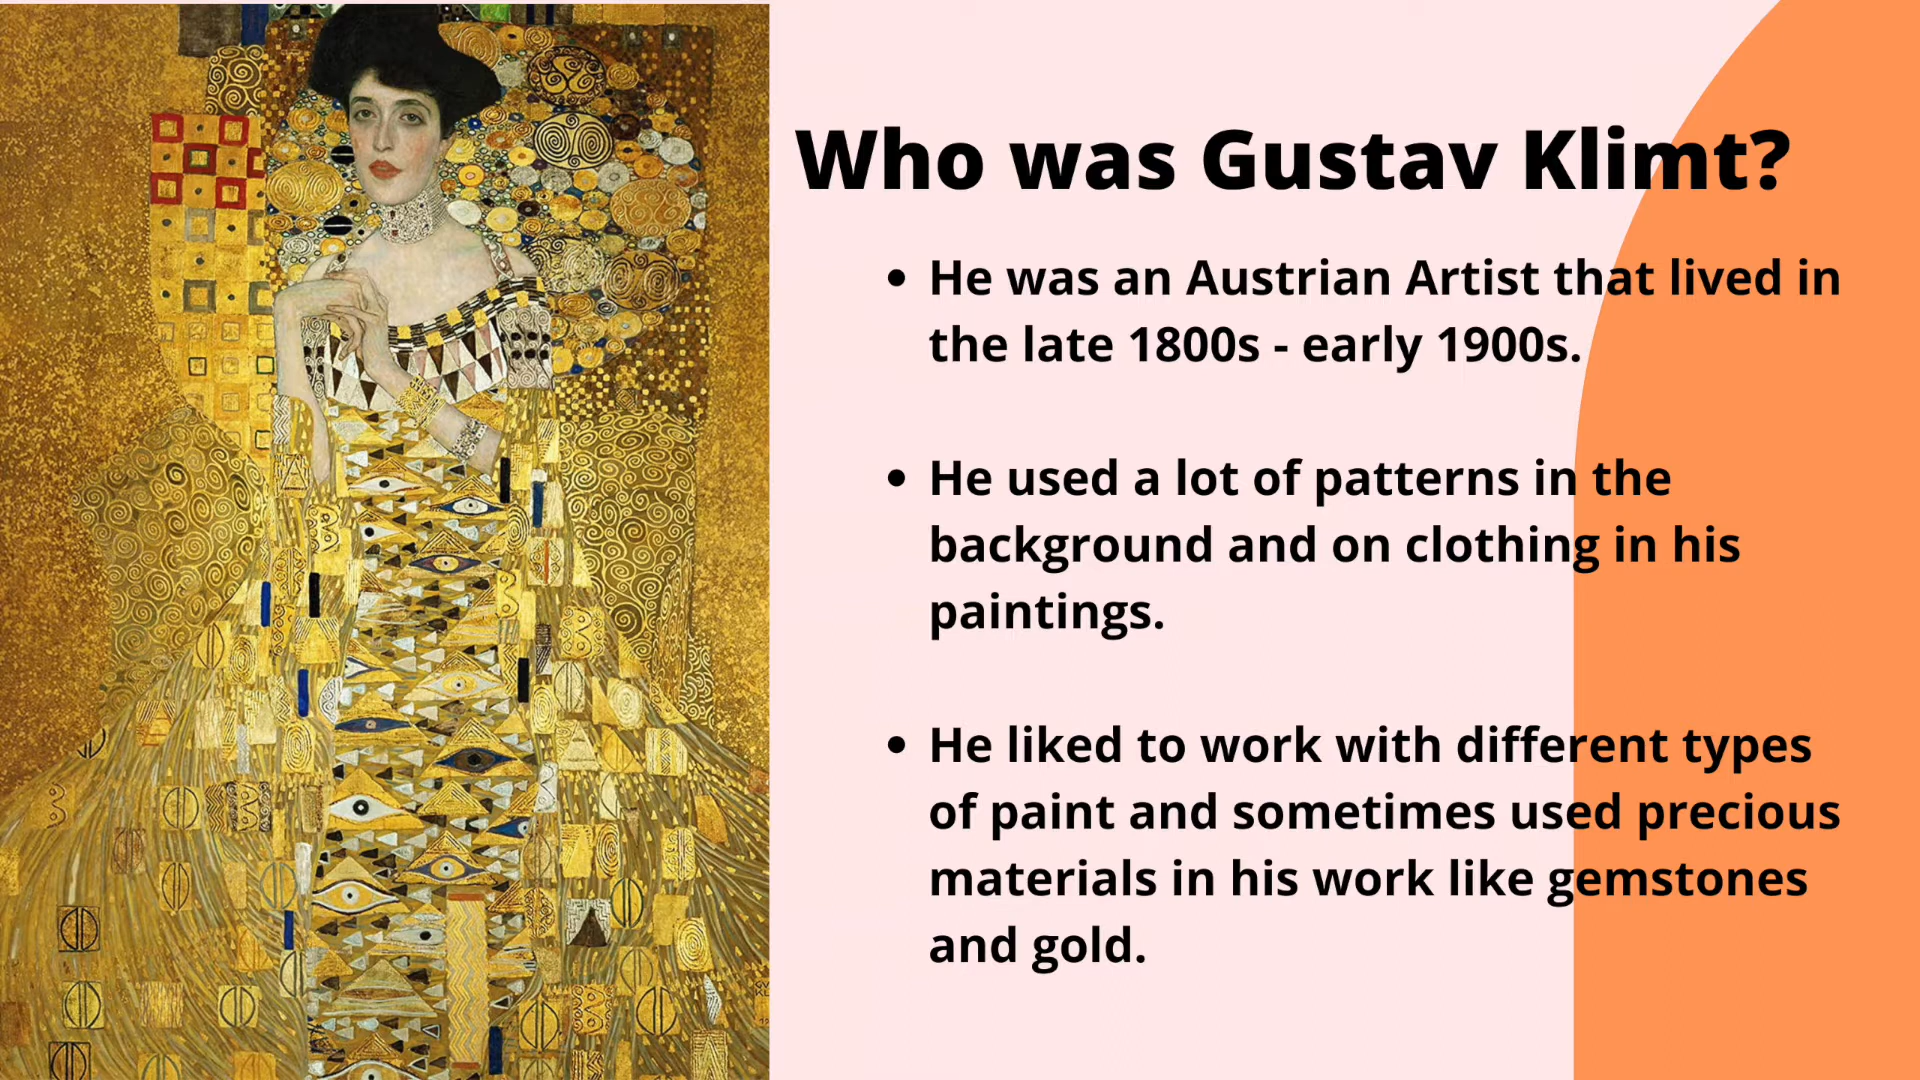 Who was Gustav Klimt?
• He was an Austrian Artist that lived in
the late 1800s - early 1900s.
• He used a lot of patterns in the
background and on clothing in his
paintings.
• He liked to work with different types
of paint and sometimes used precious
materials in his work like gemstones
and gold.